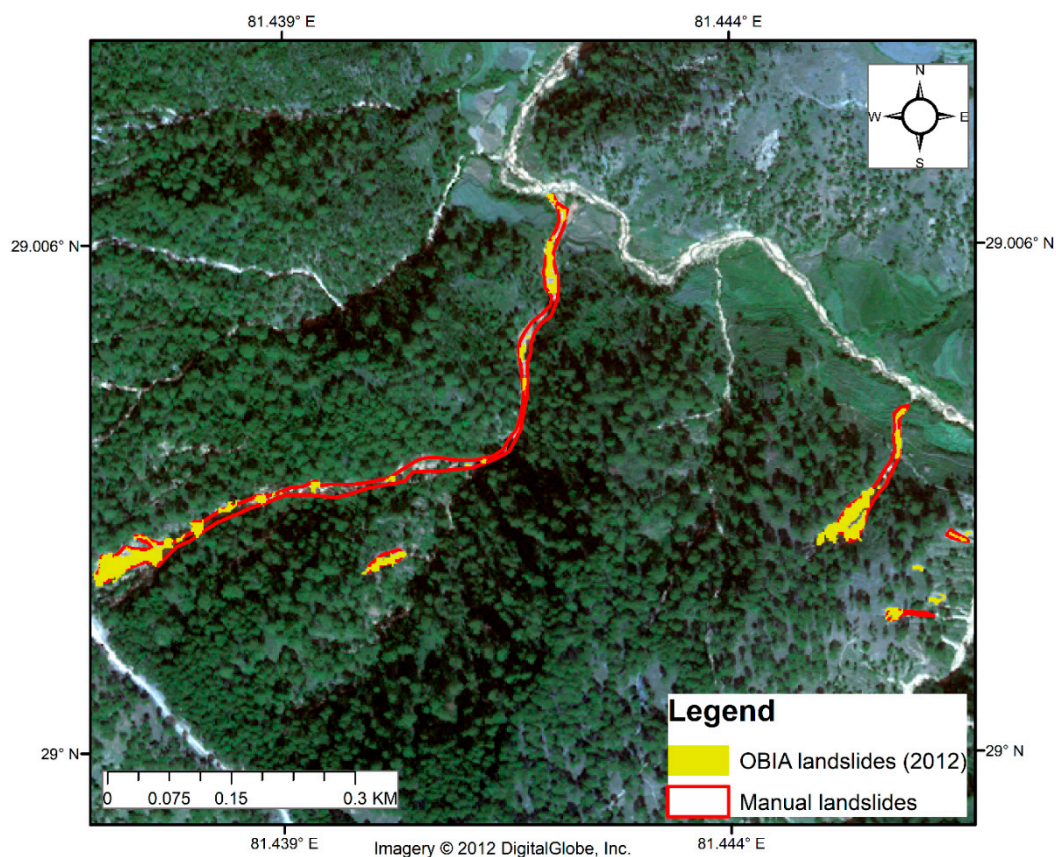 81.439° E 81.444° E
N
W E
S
29.006° N 29.006° N
Legend
29° N OBIA landslides (2012) 29° N
0 0.075 0.15 0.3 KM Manual landslides
81.439° E 81.444° E
Imagery © 2012 DigitalGlobe, Inc.